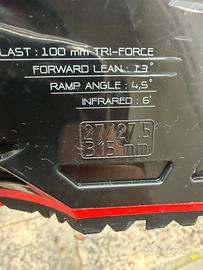 LAST : 100 mm TRI-FORCE
FORWARD LEAN : 13°
RAMP ANGLE : 4,5°
INFRARED : 6'
27/27.5
315 mm